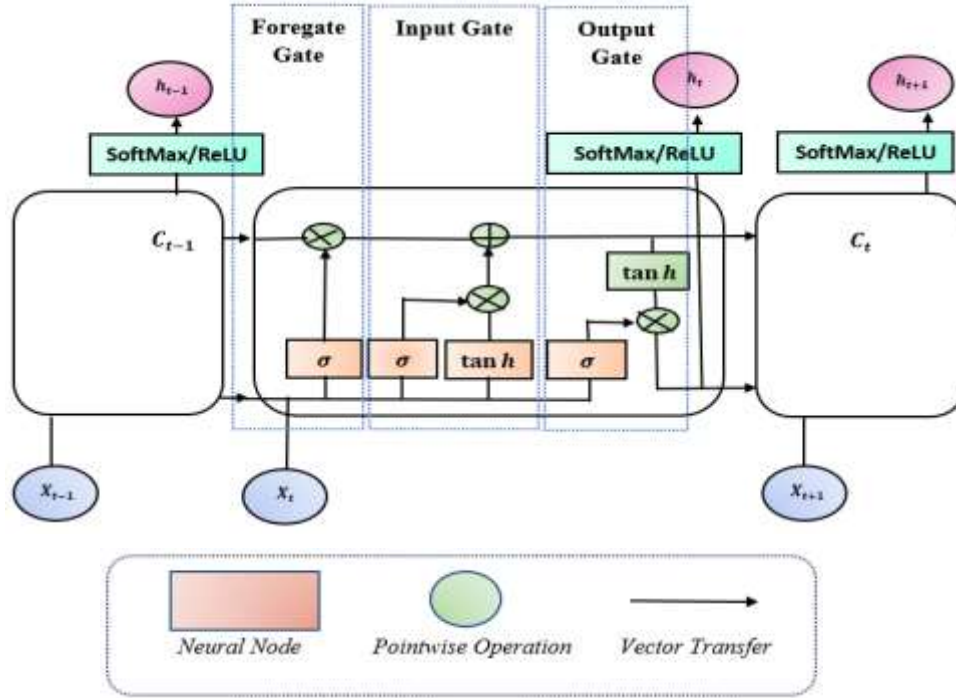 Foregate
Gate
Input Gate
Output
Gate
h_{t-1}
h_t
h_{t+1}
SoftMax/ReLU
SoftMax/ReLU
SoftMax/ReLU
C_{t-1}
C_t
tan h
σ
σ
tan h
σ
X_{t-1}
X_t
X_{t+1}
Neural Node
Pointwise Operation
Vector Transfer